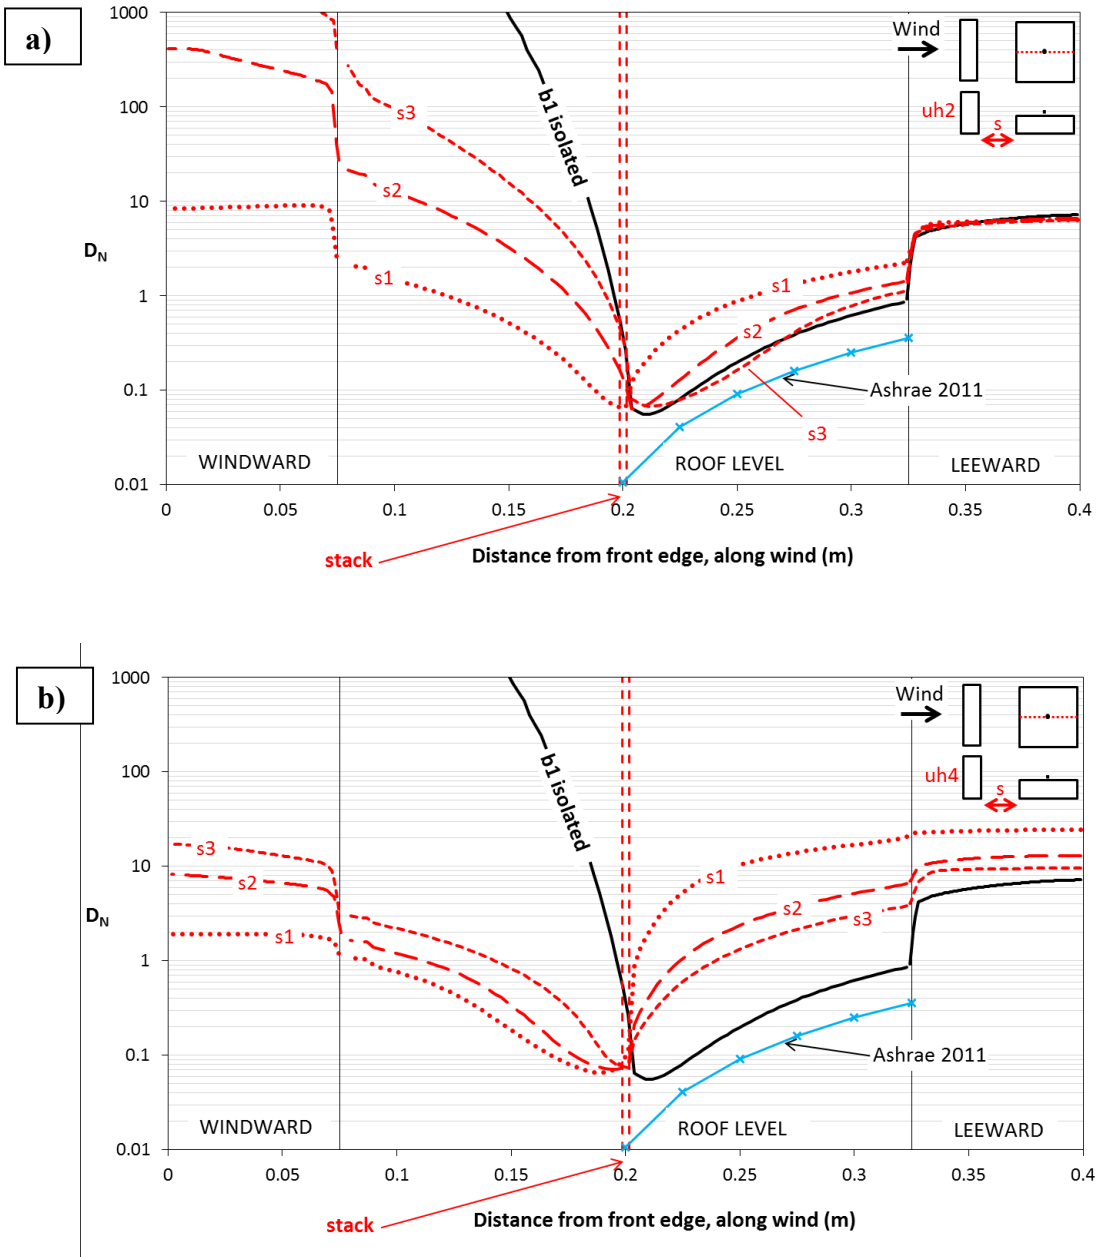 a)
1000
100
10
1
0.1
0.01
D_N
0
0.05
0.1
0.15
0.2
0.25
0.3
0.35
0.4
s3
s2
s1
b1 isolated
Wind
uh2
s
s1
s2
s3
Ashrae 2011
WINDWARD
ROOF LEVEL
LEEWARD
stack
Distance from front edge, along wind (m)
b)
1000
100
10
1
0.1
0.01
D_N
0
0.05
0.1
0.15
0.2
0.25
0.3
0.35
0.4
s3
s2
s1
b1 isolated
Wind
uh4
s
s1
s2
s3
Ashrae 2011
WINDWARD
ROOF LEVEL
LEEWARD
stack
Distance from front edge, along wind (m)